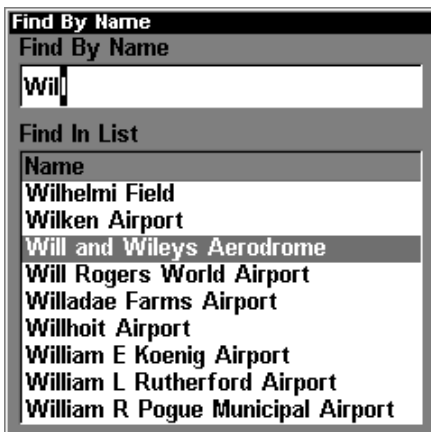 Find By Name
Find By Name
Will
Find In List
Name
Wilhelmi Field
Wilken Airport
Will and Wileys Aerodrome
Will Rogers World Airport
Willadae Farms Airport
Willhoit Airport
William E Koenig Airport
William L Rutherford Airport
William R Pogue Municipal Airport